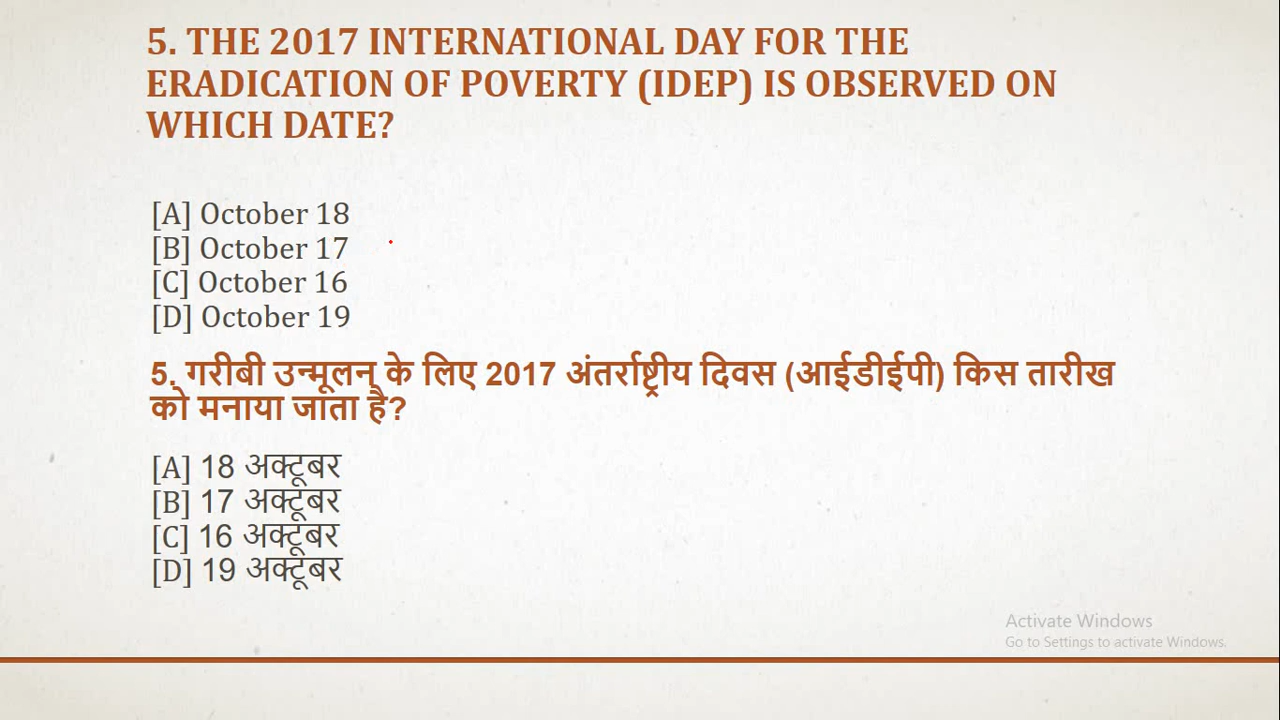 5. THE 2017 INTERNATIONAL DAY FOR THE
ERADICATION OF POVERTY (IDEP) IS OBSERVED ON
WHICH DATE?
[A] October 18
[B] October 17
[C] October 16
[D] October 19
5. गरीबी उन्मूलन के लिए 2017 अंतर्राष्ट्रीय दिवस (आईडीईपी) किस तारीख
को मनाया जाता है?
[A] 18 अक्टूबर
[B] 17 अक्टूबर
[C] 16 अक्टूबर
[D] 19 अक्टूबर
Activate Windows
Go to Settings to activate Windows.